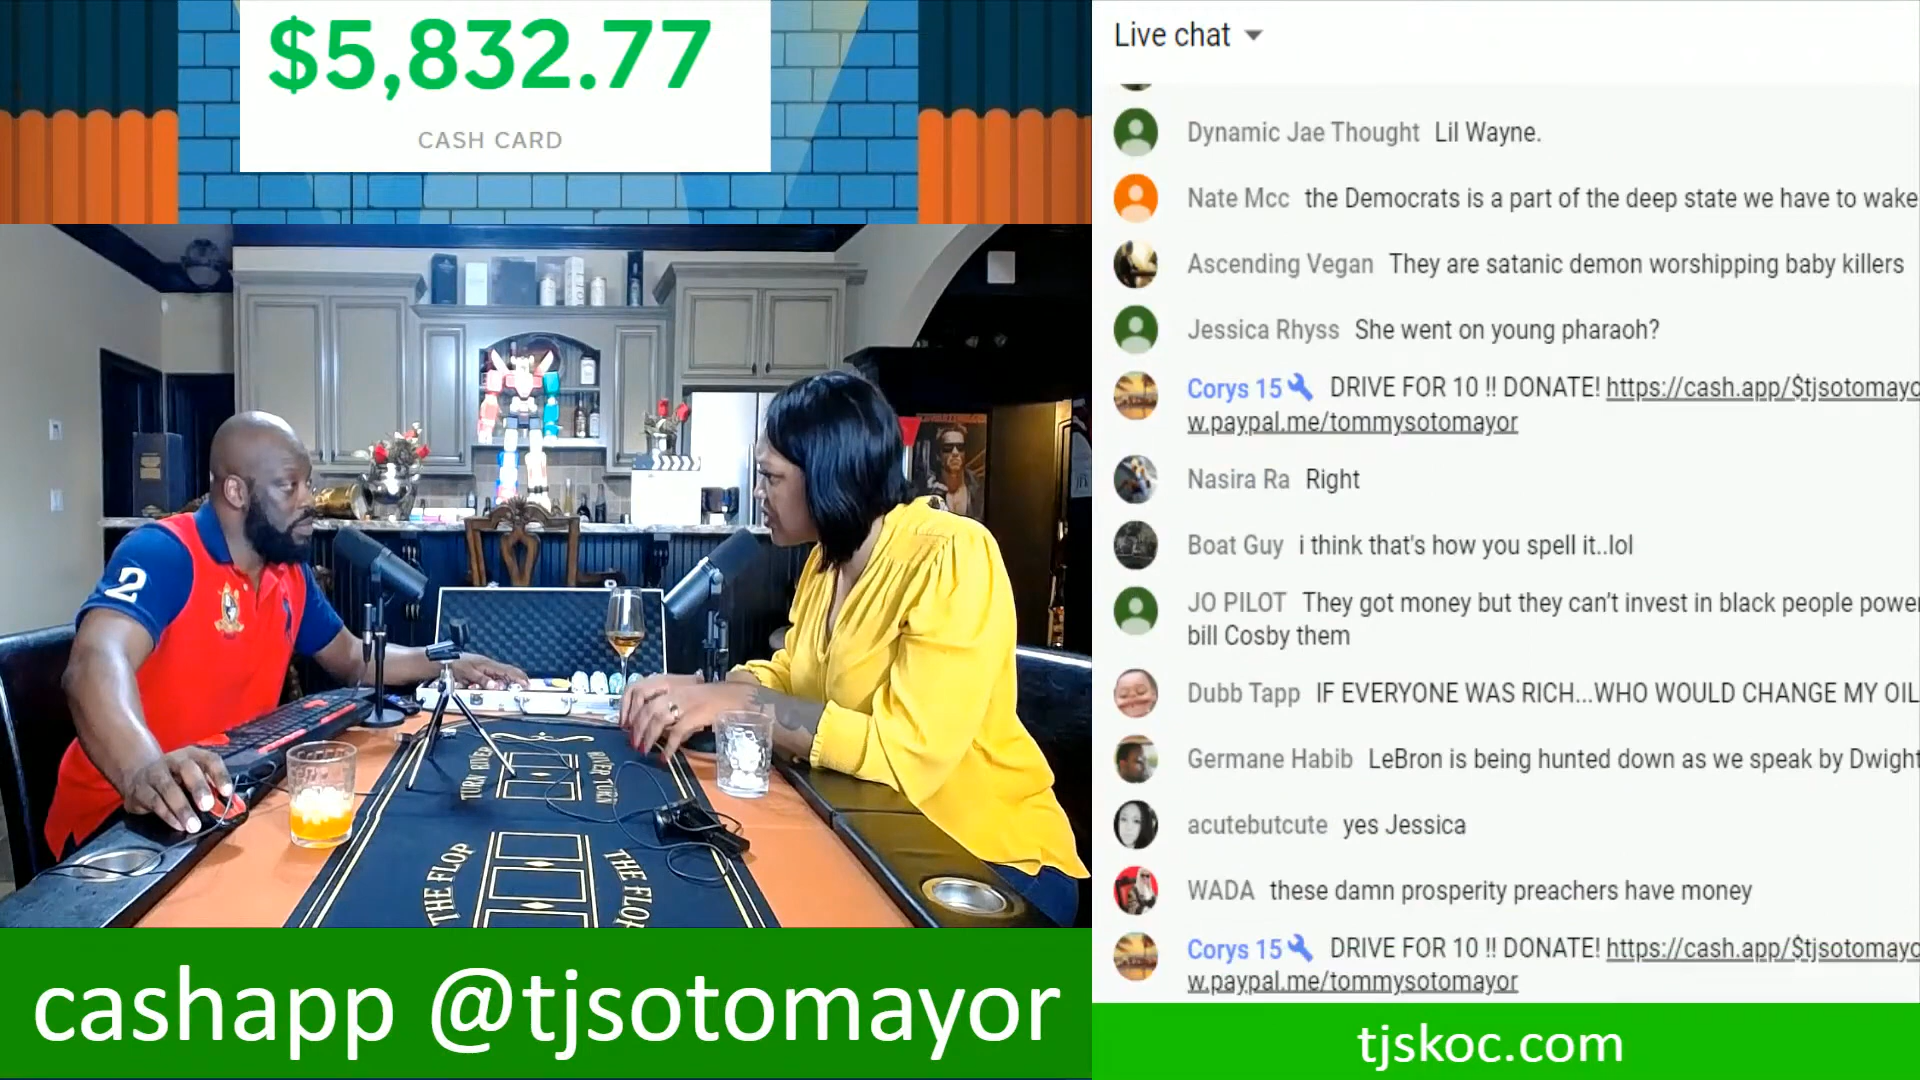 $5,832.77
CASH CARD
2
TURN RIVER
RIVER TURN
THE FLOP
THE FLOP
cashapp @tjsotomayor
Live chat
Dynamic Jae Thought Lil Wayne.
Nate Mcc the Democrats is a part of the deep state we have to wake
Ascending Vegan They are satanic demon worshipping baby killers
Jessica Rhyss She went on young pharaoh?
Corys 15 DRIVE FOR 10 !! DONATE! https://cash.app/$tjsotomayo
w.paypal.me/tommysotomayor
Nasira Ra Right
Boat Guy i think that's how you spell it..lol
JO PILOT They got money but they can’t invest in black people power
bill Cosby them
Dubb Tapp IF EVERYONE WAS RICH...WHO WOULD CHANGE MY OIL
Germane Habib LeBron is being hunted down as we speak by Dwight
acutebutcute yes Jessica
WADA these damn prosperity preachers have money
Corys 15 DRIVE FOR 10 !! DONATE! https://cash.app/$tjsotomayo
w.paypal.me/tommysotomayor
tjskoc.com